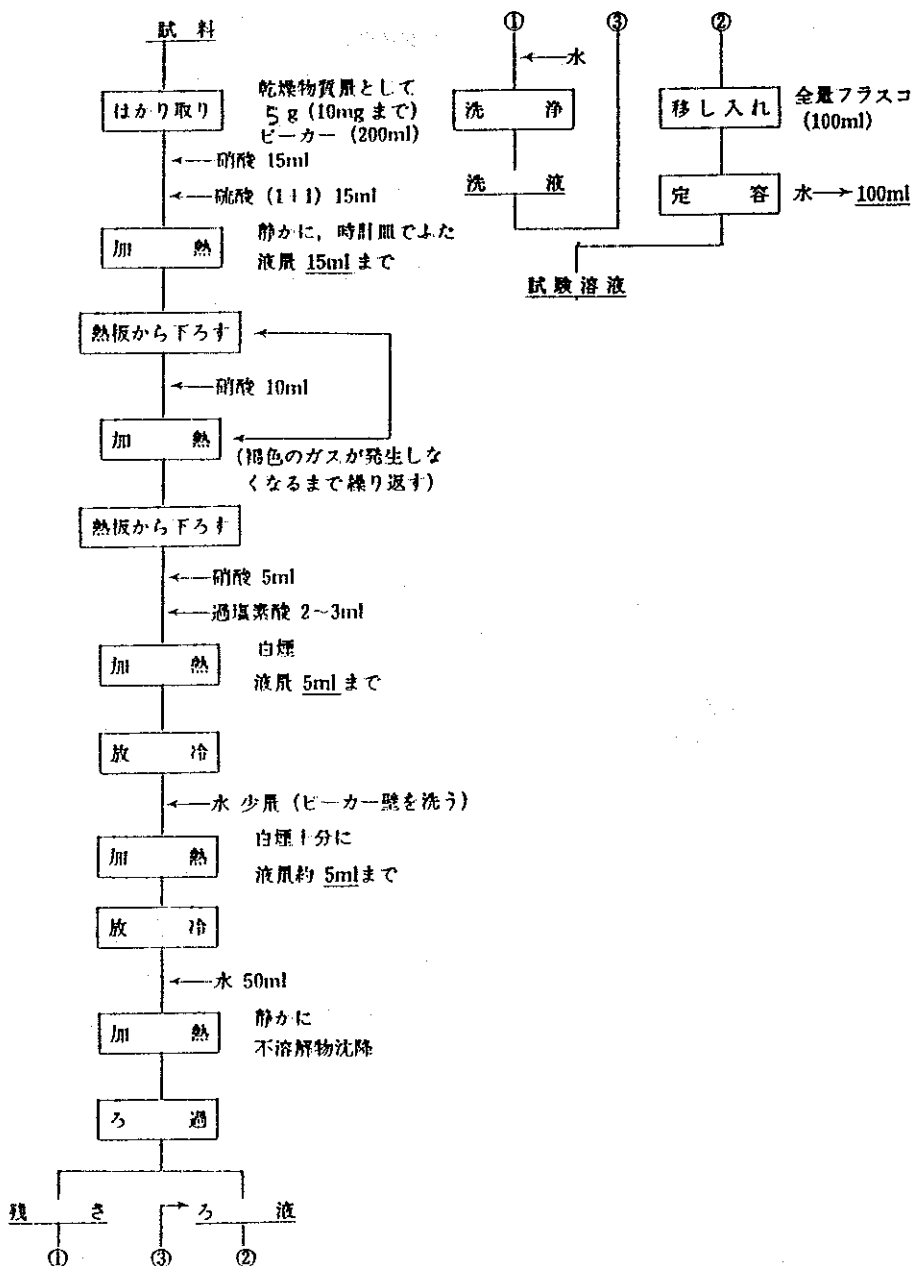 試料
はかり取り
乾燥物質量として
5g (10mgまで)
ビーカー (200ml)
硝酸 15ml
硫酸 (1+1) 15ml
加熱
静かに，時計皿でふた
液量 15ml まで
熱板から下ろす
硝酸 10ml
加熱
(褐色のガスが発生しな
くなるまで繰り返す)
熱板から下ろす
硝酸 5ml
過塩素酸 2～3ml
加熱
白煙
液量 5ml まで
放冷
水 少量 (ビーカー壁を洗う)
加熱
白煙十分に
液量約 5mlまで
放冷
水 50ml
加熱
静かに
不溶解物沈降
ろ過
残き
ろ液
①
③
②
①
③
②
水
洗浄
洗液
移し入れ
全量フラスコ
(100ml)
定容
水
100ml
試験溶液